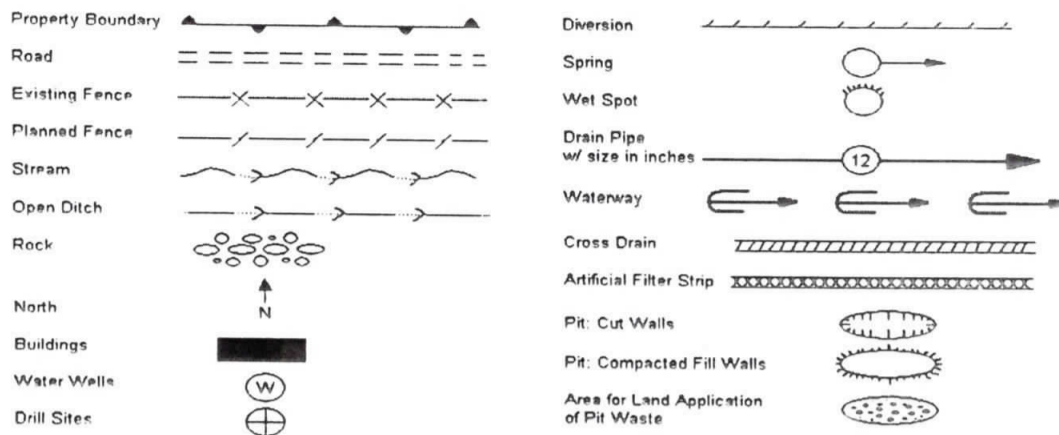 Property Boundary
Road
Existing Fence
Planned Fence
Stream
Open Ditch
Rock
North
N
Buildings
Water Wells
W
Drill Sites
Diversion
Spring
Wet Spot
Drain Pipe
w/ size in inches
12
Waterway
Cross Drain
Artificial Filter Strip
Pit: Cut Walls
Pit: Compacted Fill Walls
Area for Land Application
of Pit Waste